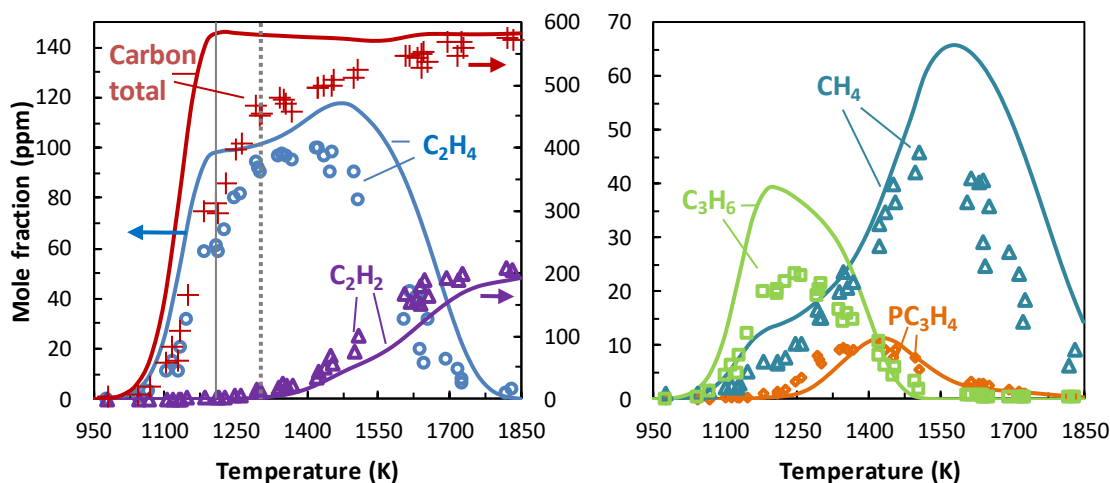 Mole fraction (ppm)
140
120
100
80
60
40
20
0
600
500
400
300
200
100
0
Carbon
total
C₂H₄
C₂H₂
950 1100 1250 1400 1550 1700 1850
Temperature (K)
70
60
50
40
30
20
10
0
CH₄
C₃H₆
PC₃H₄
950 1100 1250 1400 1550 1700 1850
Temperature (K)